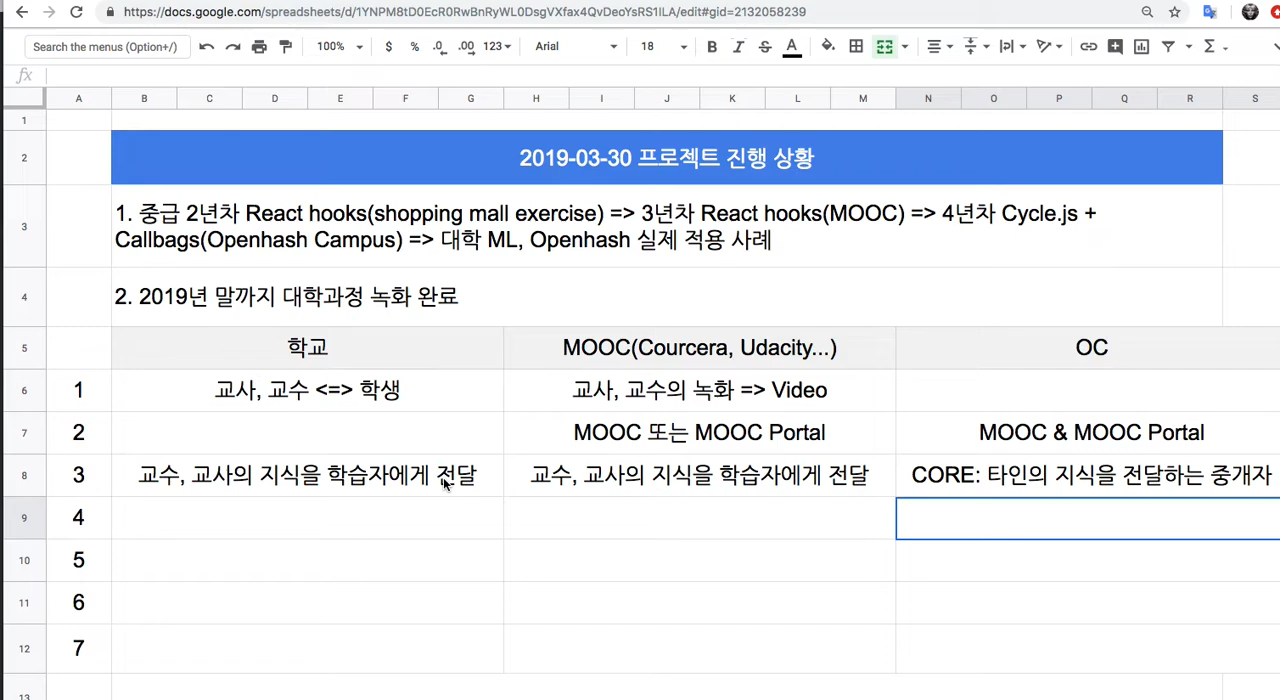 https://docs.google.com/spreadsheets/d/1YNPM8tD0EcR0RwBnRyWL0DsgVXfax4QvDeoYsRS1ILA/edit#gid=2132058239
Search the menus (Option+/) 100% $ % .0 .00 123 Arial 18 B I S A Σ
fx
A B C D E F G H I J K L M N O P Q R S
1
2 2019-03-30 프로젝트 진행 상황
3 1. 중급 2년차 React hooks(shopping mall exercise) => 3년차 React hooks(MOOC) => 4년차 Cycle.js +
Callbags(Openhash Campus) => 대학 ML, Openhash 실제 적용 사례
4 2. 2019년 말까지 대학과정 녹화 완료
5 학교 MOOC(Courcera, Udacity...) OC
6 1 교사, 교수 <=> 학생 교사, 교수의 녹화 => Video
7 2 MOOC 또는 MOOC Portal MOOC & MOOC Portal
8 3 교수, 교사의 지식을 학습자에게 전달 교수, 교사의 지식을 학습자에게 전달 CORE: 타인의 지식을 전달하는 중개자
9 4
10 5
11 6
12 7
13